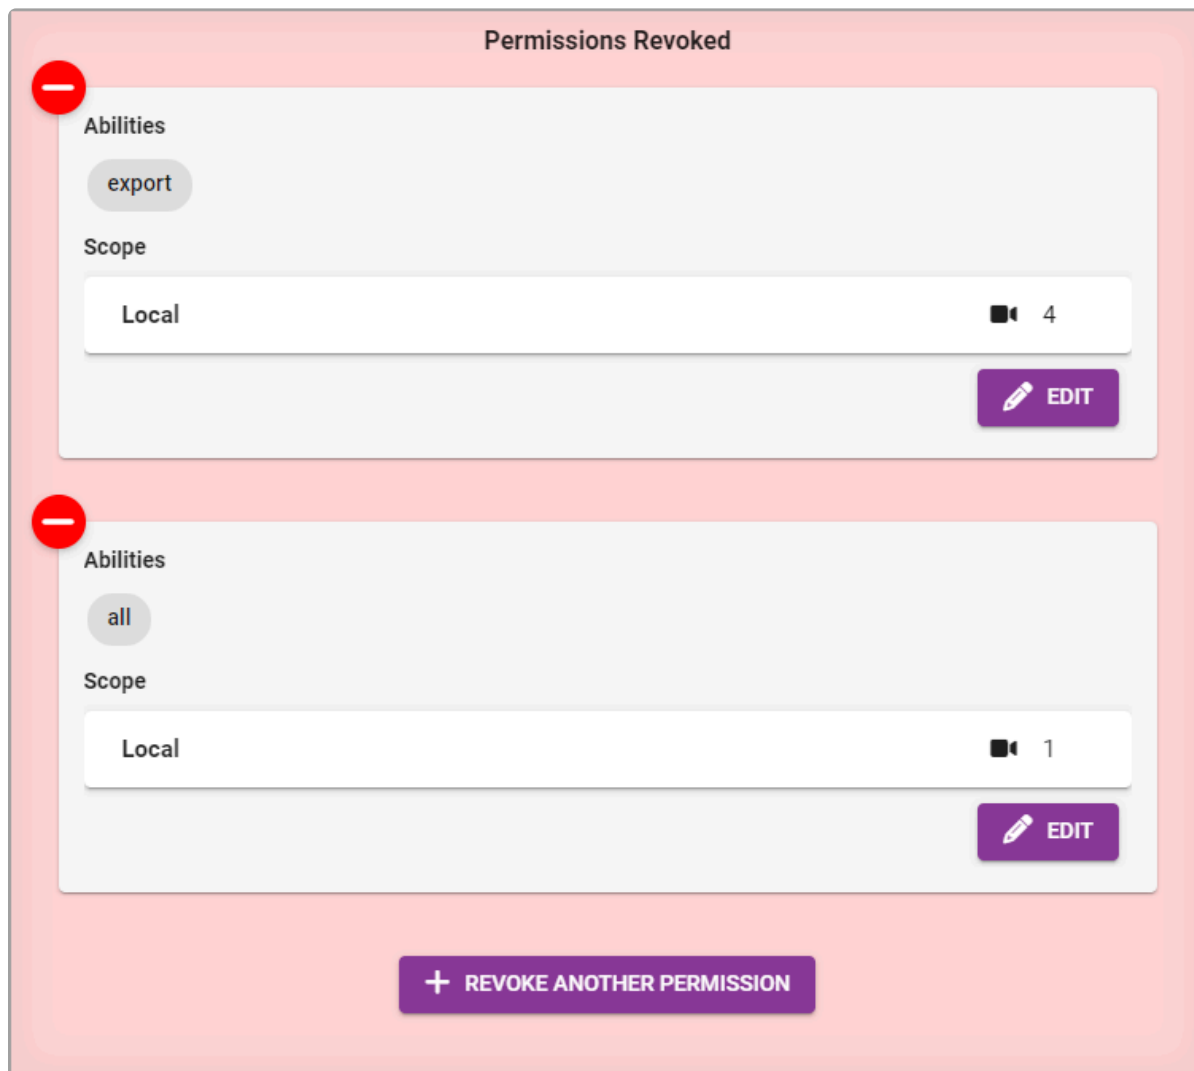 Permissions Revoked
Abilities
export
Scope
Local 4
EDIT
Abilities
all
Scope
Local 1
EDIT
REVOKE ANOTHER PERMISSION